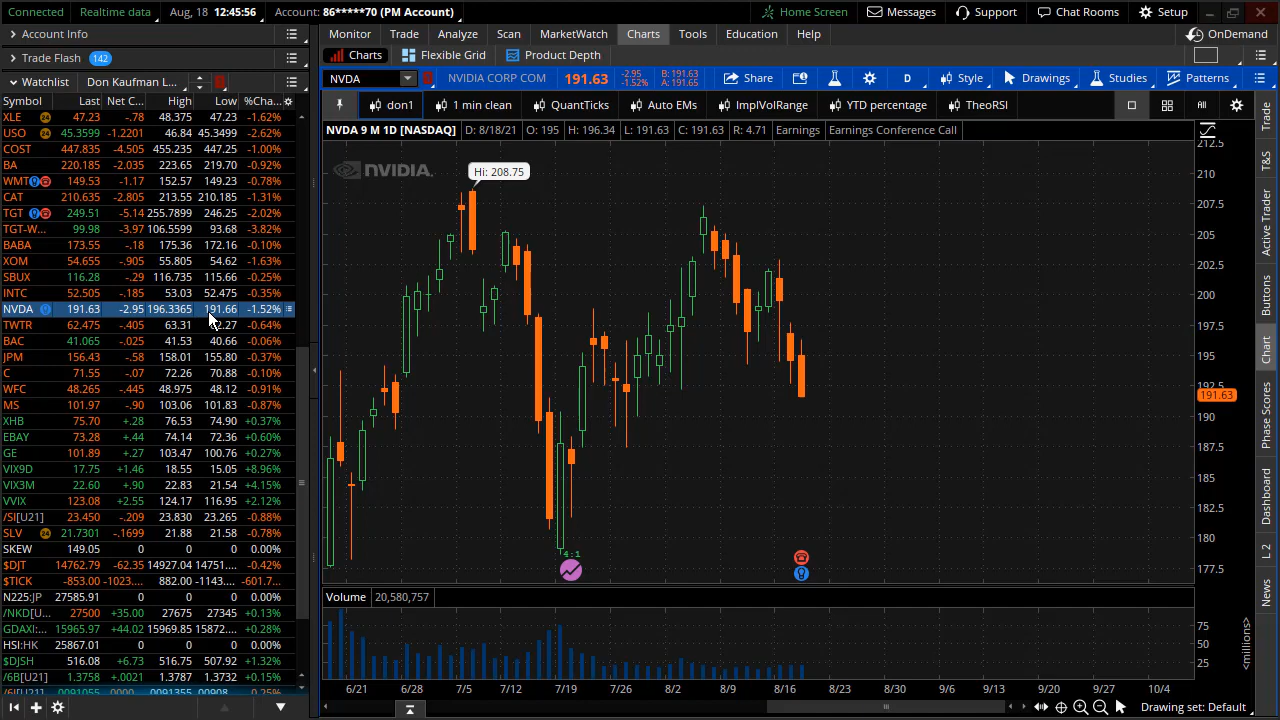 Connected Realtime data Aug, 18 12:45:56 Account: 86*****70 (PM Account) Home Screen Messages Support Chat Rooms Setup
Account Info
Trade Flash 142
Watchlist Don Kaufman L...
Symbol Last Net C... High Low %Cha...
XLE 24 47.23 -.78 48.375 47.23 -1.62%
USO 24 45.3599 -1.2201 46.84 45.3499 -2.62%
COST 447.835 -4.505 455.235 447.25 -1.00%
BA 220.185 -2.035 223.65 219.70 -0.92%
WMT 149.53 -1.17 152.57 149.23 -0.78%
CAT 210.635 -2.805 213.55 210.185 -1.31%
TGT 249.51 -5.14 255.7899 246.25 -2.02%
TGT-W... 99.98 -3.97 106.5599 93.68 -3.82%
BABA 173.55 -.18 175.36 172.16 -0.10%
XOM 54.655 -.905 55.805 54.62 -1.63%
SBUX 116.28 -.29 116.735 115.66 -0.25%
INTC 52.505 -.185 53.03 52.475 -0.35%
NVDA 191.63 -2.95 196.3365 191.66 -1.52%
TWTR 62.475 -.405 63.31 -0.64%
BAC 41.065 -.025 41.53 40.66 -0.06%
JPM 156.43 -.58 158.01 155.80 -0.37%
C 71.55 -.07 72.26 70.88 -0.10%
WFC 48.265 -.445 48.975 48.12 -0.91%
MS 101.97 -.90 103.06 101.83 -0.87%
XHB 75.70 +.28 76.53 74.90 +0.37%
EBAY 73.28 +.44 74.14 72.36 +0.60%
GE 101.89 +.27 103.47 100.76 +0.27%
VIX9D 17.75 +1.46 18.55 15.05 +8.96%
VIX3M 22.60 +.90 22.83 21.54 +4.15%
VVIX 123.08 +2.55 124.17 116.95 +2.12%
/SI[U21] 23.450 -.209 23.830 23.265 -0.88%
SLV 24 21.7301 -.1699 21.88 21.58 -0.78%
SKEW 149.05 0 0 0 0.00%
$DJT 14762.79 -62.35 14927.04 14751.... -0.42%
$TICK -853.00 -1023.... 882.00 -1143.... -601.7...
N225:JP 27585.91 0 0 0 0.00%
/NKD[U... 27500 +35.00 27675 27345 +0.13%
GDAXI:... 15965.97 +44.02 15969.85 15872.... +0.28%
HSI:HK 25867.01 0 0 0 0.00%
$DJSH 516.08 +6.73 516.75 507.92 +1.32%
/6B[U21] 1.3758 +.0021 1.3787 1.3732 +0.15%
Monitor Trade Analyze Scan MarketWatch Charts Tools Education Help OnDemand
Charts Flexible Grid Product Depth
NVDA NVIDIA CORP COM 191.63 -2.95 -1.52% B: 191.63 A: 191.65 Share D Style Drawings Studies Patterns
don1 1 min clean QuantTicks Auto EMs ImplVolRange YTD percentage TheoRSI All
NVDA 9 M 1D [NASDAQ] D: 8/18/21 O: 195 H: 196.34 L: 191.63 C: 191.63 R: 4.71 Earnings Earnings Conference Call
NVIDIA.
Hi: 208.75
212.5
210
207.5
205
202.5
200
197.5
195
192.5
191.63
190
187.5
185
182.5
180
177.5
4:1
Volume 20,580,757
75
50
25
<millions>
6/21 6/28 7/5 7/12 7/19 7/26 8/2 8/9 8/16 8/23 8/30 9/6 9/13 9/20 9/27 10/4
Drawing set: Default
Trade
T&S
Active Trader
Buttons
Chart
Phase Scores
Dashboard
L 2
News